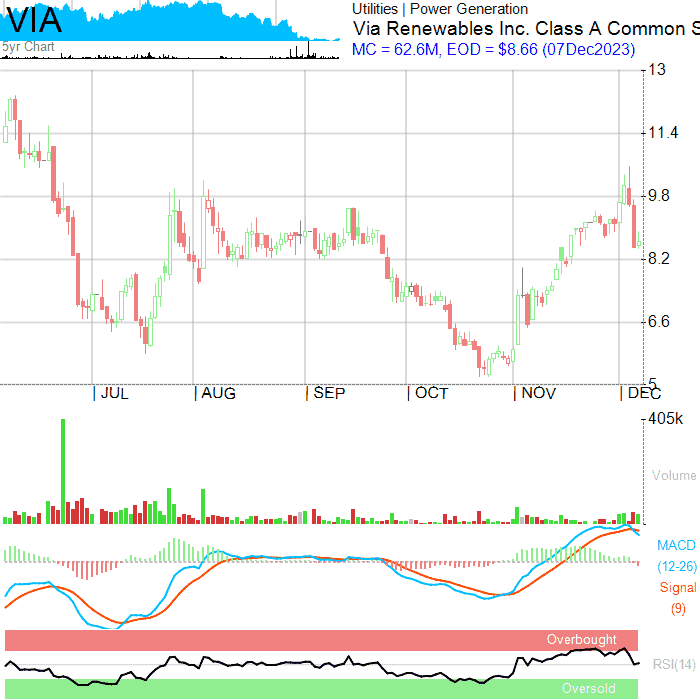 VIA
5yr Chart
Utilities | Power Generation
Via Renewables Inc. Class A Common S
MC = 62.6M, EOD = $8.66 (07Dec2023)
13
11.4
9.8
8.2
6.6
5
JUL
AUG
SEP
OCT
NOV
DEC
405k
Volume
MACD
(12-26)
Signal
(9)
Overbought
RSI(14)
Oversold